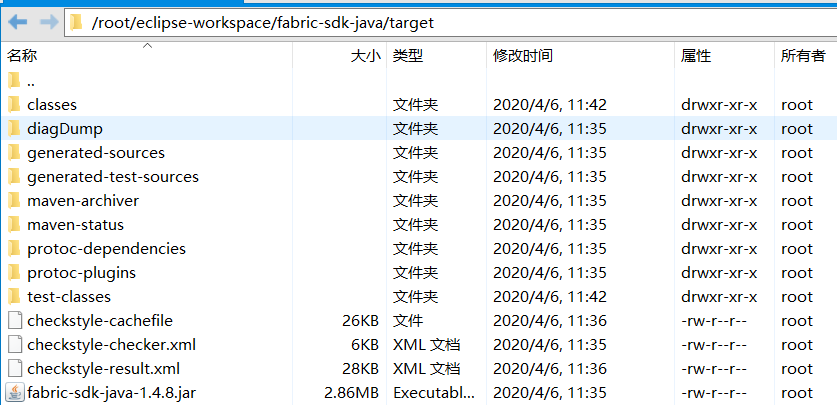 /root/eclipse-workspace/fabric-sdk-java/target
名称 大小 类型 修改时间 属性 所有者
..
classes 文件夹 2020/4/6, 11:42 drwxr-xr-x root
diagDump 文件夹 2020/4/6, 11:35 drwxr-xr-x root
generated-sources 文件夹 2020/4/6, 11:35 drwxr-xr-x root
generated-test-sources 文件夹 2020/4/6, 11:35 drwxr-xr-x root
maven-archiver 文件夹 2020/4/6, 11:35 drwxr-xr-x root
maven-status 文件夹 2020/4/6, 11:35 drwxr-xr-x root
protoc-dependencies 文件夹 2020/4/6, 11:35 drwxr-xr-x root
protoc-plugins 文件夹 2020/4/6, 11:35 drwxr-xr-x root
test-classes 文件夹 2020/4/6, 11:42 drwxr-xr-x root
checkstyle-cachefile 26KB 文件 2020/4/6, 11:36 -rw-r--r-- root
checkstyle-checker.xml 6KB XML 文档 2020/4/6, 11:35 -rw-r--r-- root
checkstyle-result.xml 28KB XML 文档 2020/4/6, 11:36 -rw-r--r-- root
fabric-sdk-java-1.4.8.jar 2.86MB Executabl... 2020/4/6, 11:35 -rw-r--r-- root